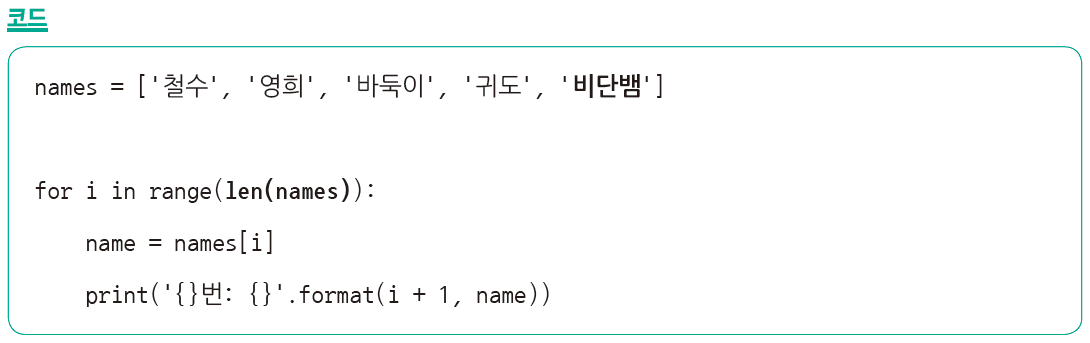 코드
names = ['철수', '영희', '바둑이', '귀도', '비단뱀']
for i in range(len(names)):
    name = names[i]
    print('{}번: {}'.format(i + 1, name))